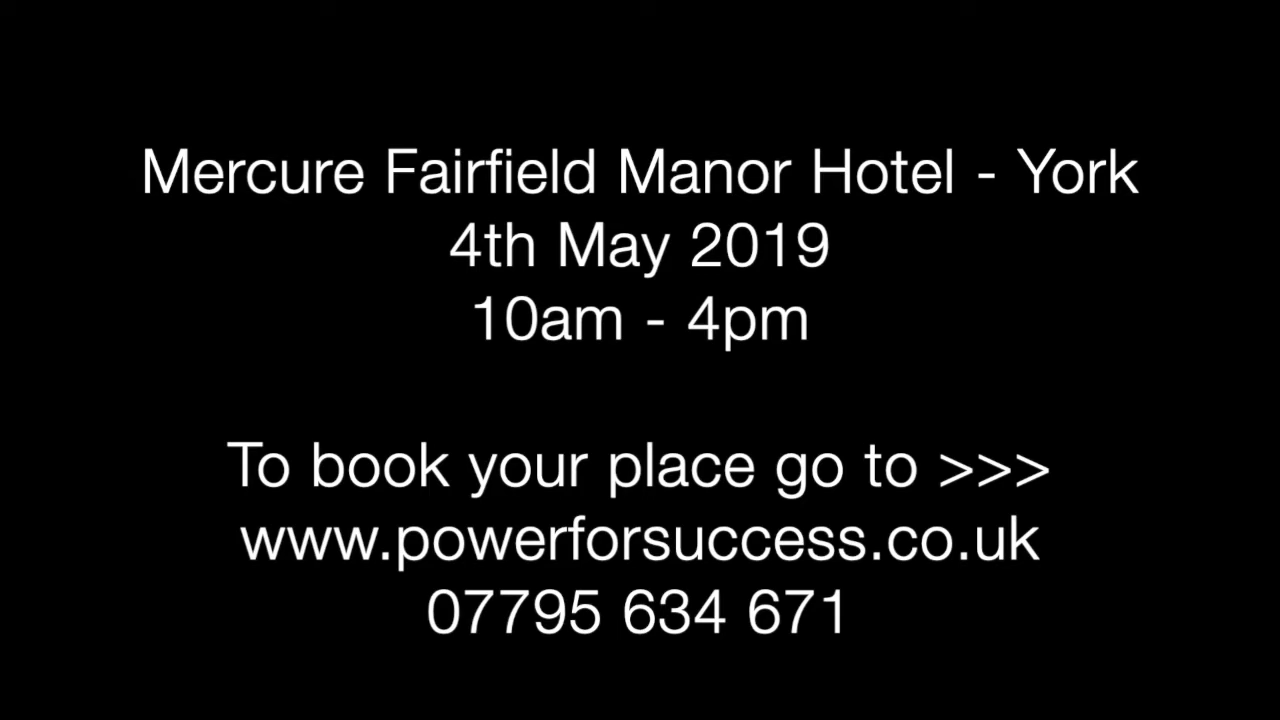 Mercure Fairfield Manor Hotel - York
4th May 2019
10am - 4pm
To book your place go to >>>
www.powerforsuccess.co.uk
07795 634 671